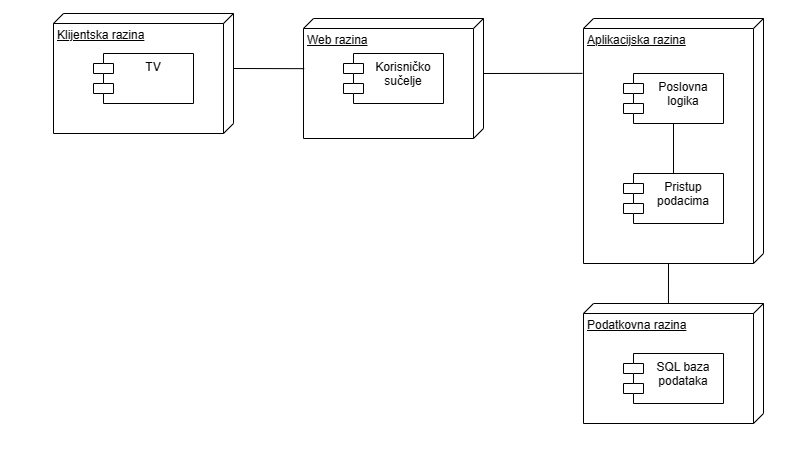 Klijentska razina
TV
Web razina
Korisničko
sučelje
Aplikacijska razina
Poslovna
logika
Pristup
podacima
Podatkovna razina
SQL baza
podataka